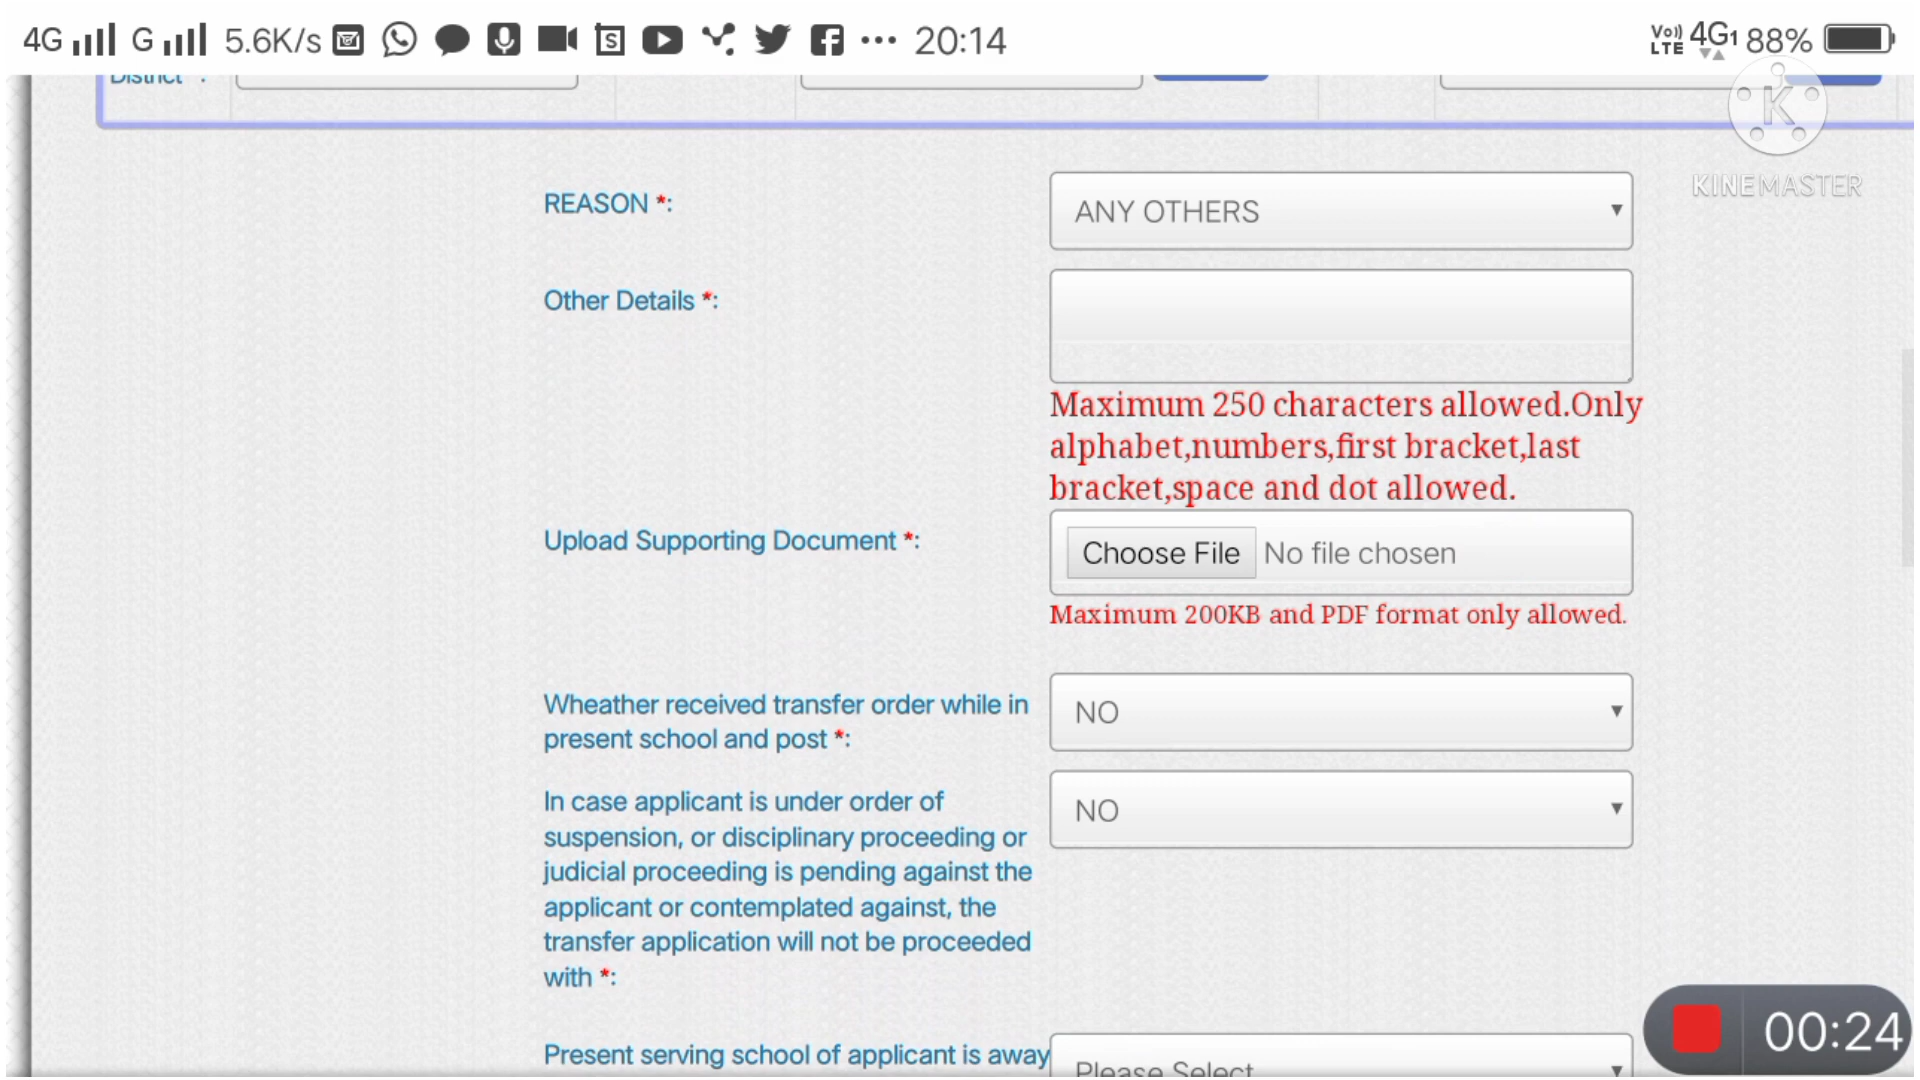 4G G 5.6K/s 20:14 Vo)) LTE 4G1 88%
District * :
K
KINEMASTER
REASON *: ANY OTHERS
Other Details *:
Maximum 250 characters allowed.Only
alphabet,numbers,first bracket,last
bracket,space and dot allowed.
Upload Supporting Document *: Choose File No file chosen
Maximum 200KB and PDF format only allowed.
Wheather received transfer order while in
present school and post *:
NO
In case applicant is under order of
suspension, or disciplinary proceeding or
judicial proceeding is pending against the
applicant or contemplated against, the
transfer application will not be proceeded
with *:
NO
Present serving school of applicant is away
Please Select
00:24